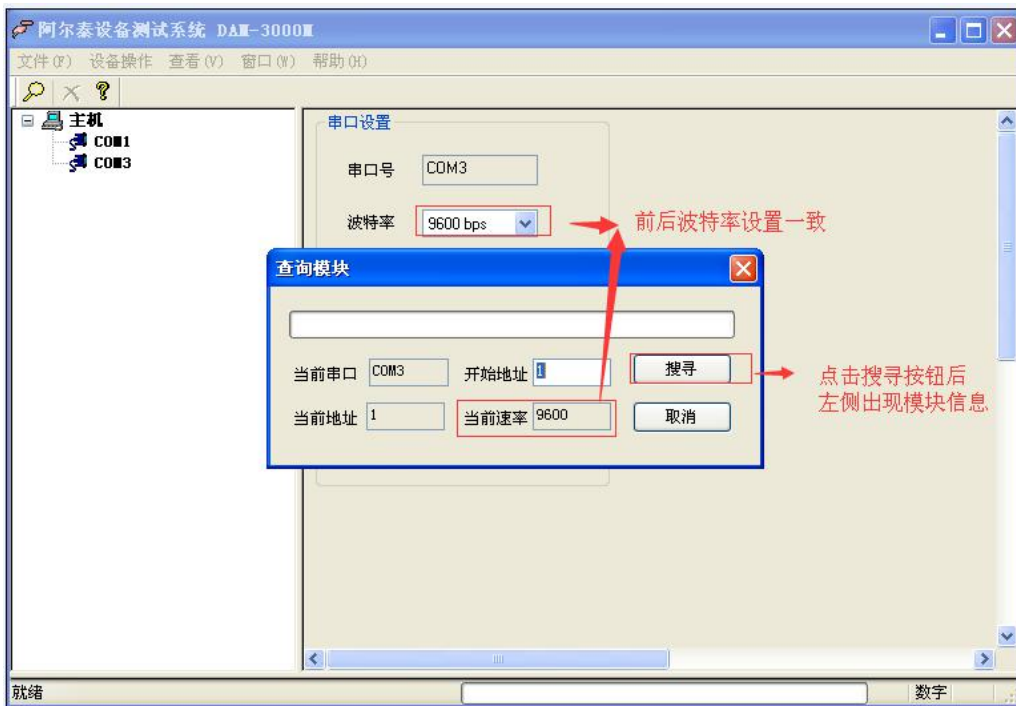 阿尔泰设备测试系统 DAM-3000M
文件(F) 设备操作 查看(V) 窗口(W) 帮助(H)
主机
COM1
COM3
串口设置
串口号 COM3
波特率 9600 bps
前后波特率设置一致
查询模块
当前串口 COM3 开始地址 1 搜寻
当前地址 1 当前速率 9600 取消
点击搜寻按钮后
左侧出现模块信息
就绪 数字